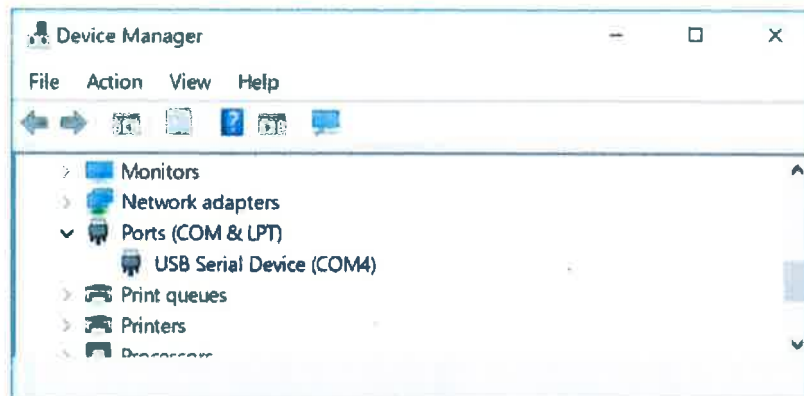 Device Manager
File Action View Help
Monitors
Network adapters
Ports (COM & LPT)
USB Serial Device (COM4)
Print queues
Printers
Processors